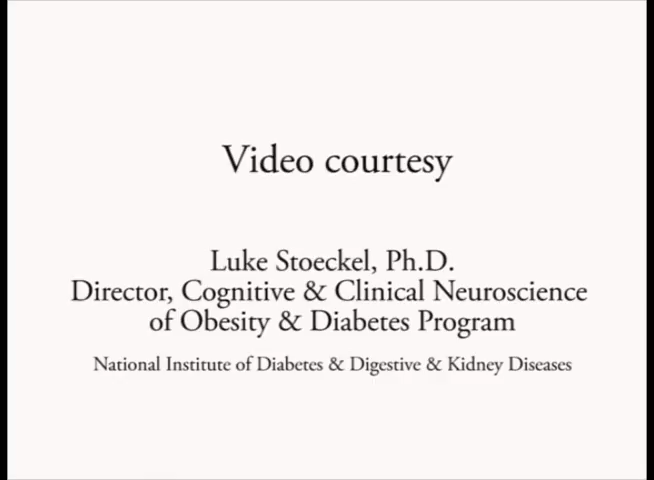 Video courtesy
Luke Stoeckel, Ph.D.
Director, Cognitive & Clinical Neuroscience
of Obesity & Diabetes Program
National Institute of Diabetes & Digestive & Kidney Diseases